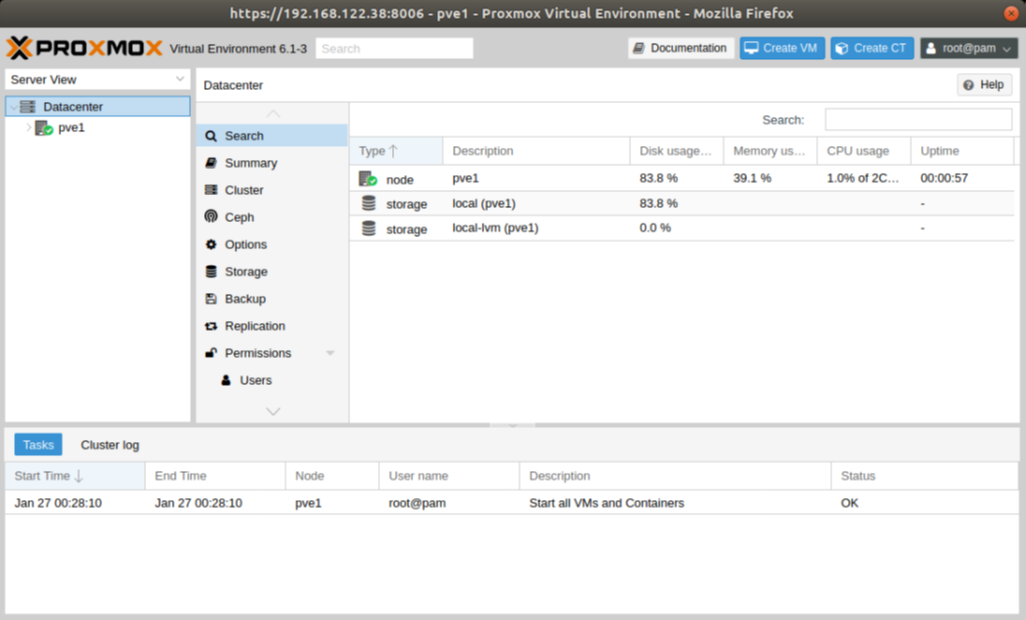 https://192.168.122.38:8006 - pve1 - Proxmox Virtual Environment - Mozilla Firefox
PROXMOX Virtual Environment 6.1-3 Search Documentation Create VM Create CT root@pam
Server View
Datacenter
pve1
Datacenter Help
Search
Summary
Cluster
Ceph
Options
Storage
Backup
Replication
Permissions
Users
Search:
Type Description Disk usage... Memory us... CPU usage Uptime
node pve1 83.8 % 39.1 % 1.0% of 2C... 00:00:57
storage local (pve1) 83.8 % -
storage local-lvm (pve1) 0.0 % -
Tasks Cluster log
Start Time End Time Node User name Description Status
Jan 27 00:28:10 Jan 27 00:28:10 pve1 root@pam Start all VMs and Containers OK